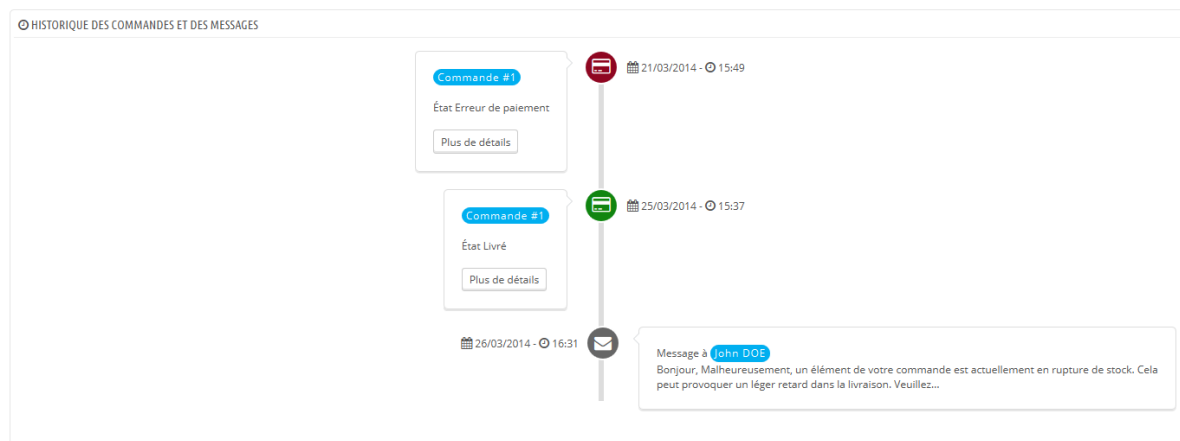 HISTORIQUE DES COMMANDES ET DES MESSAGES
Commande #1
21/03/2014 - 15:49
État Erreur de paiement
Plus de détails
Commande #1
25/03/2014 - 15:37
État Livré
Plus de détails
26/03/2014 - 16:31
Message à John DOE
Bonjour, Malheureusement, un élément de votre commande est actuellement en rupture de stock. Cela
peut provoquer un léger retard dans la livraison. Veuillez...